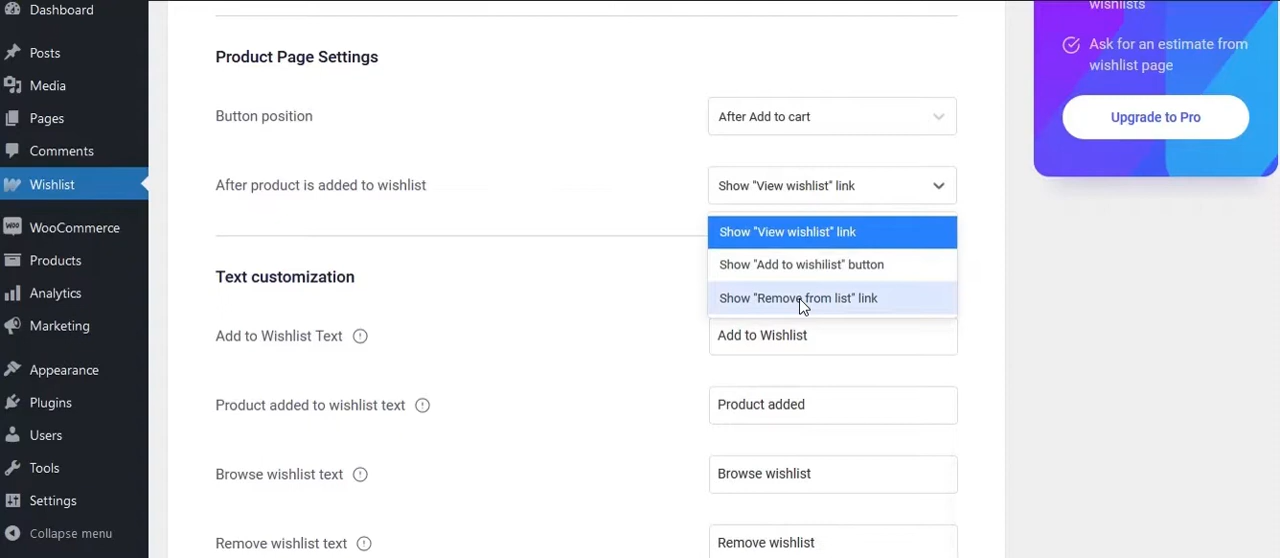 Dashboard
Posts
Media
Pages
Comments
Wishlist
WooCommerce
Products
Analytics
Marketing
Appearance
Plugins
Users
Tools
Settings
Collapse menu
Product Page Settings
Button position
After Add to cart
After product is added to wishlist
Show "View wishlist" link
Show "View wishlist" link
Show "Add to wishilist" button
Show "Remove from list" link
Text customization
Add to Wishlist Text
Add to Wishlist
Product added to wishlist text
Product added
Browse wishlist text
Browse wishlist
Remove wishlist text
Remove wishlist
wishlists
Ask for an estimate from
wishlist page
Upgrade to Pro